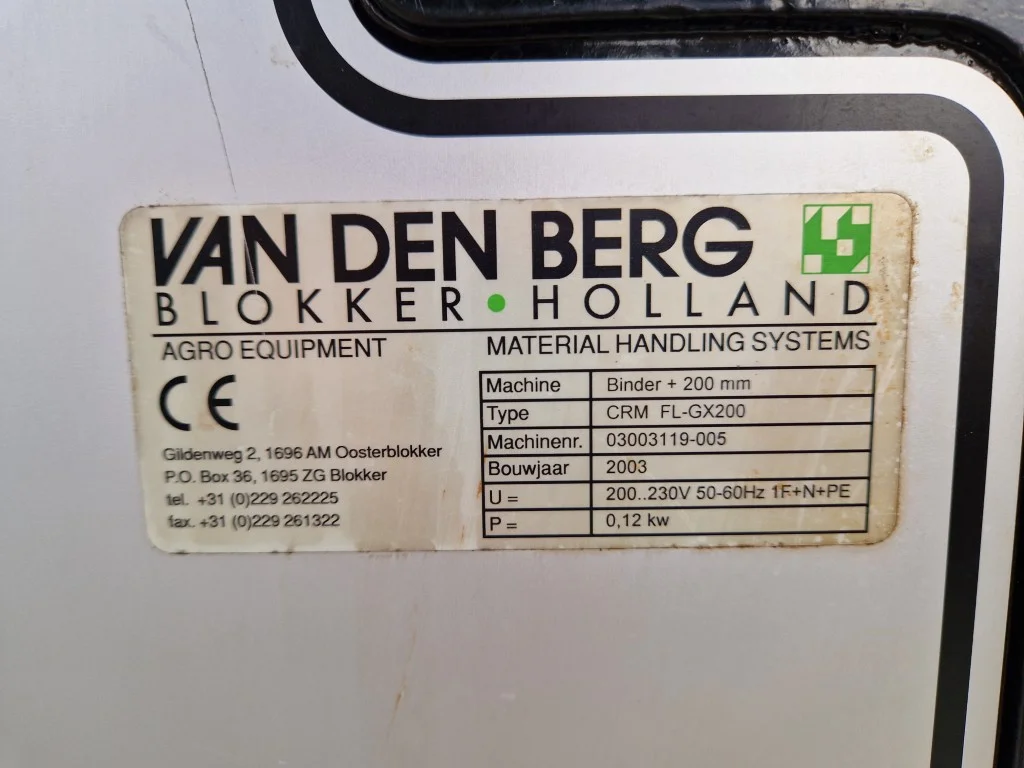 VAN DEN BERG
BLOKKER • HOLLAND
AGRO EQUIPMENT
MATERIAL HANDLING SYSTEMS
CE
Gildenweg 2, 1696 AM Oosterblokker
P.O. Box 36, 1695 ZG Blokker
tel. +31 (0)229 262225
fax. +31 (0)229 261322
Machine Binder + 200 mm
Type CRM FL-GX200
Machinenr. 03003119-005
Bouwjaar 2003
U = 200..230V 50-60Hz 1F+N+PE
P = 0,12 kw